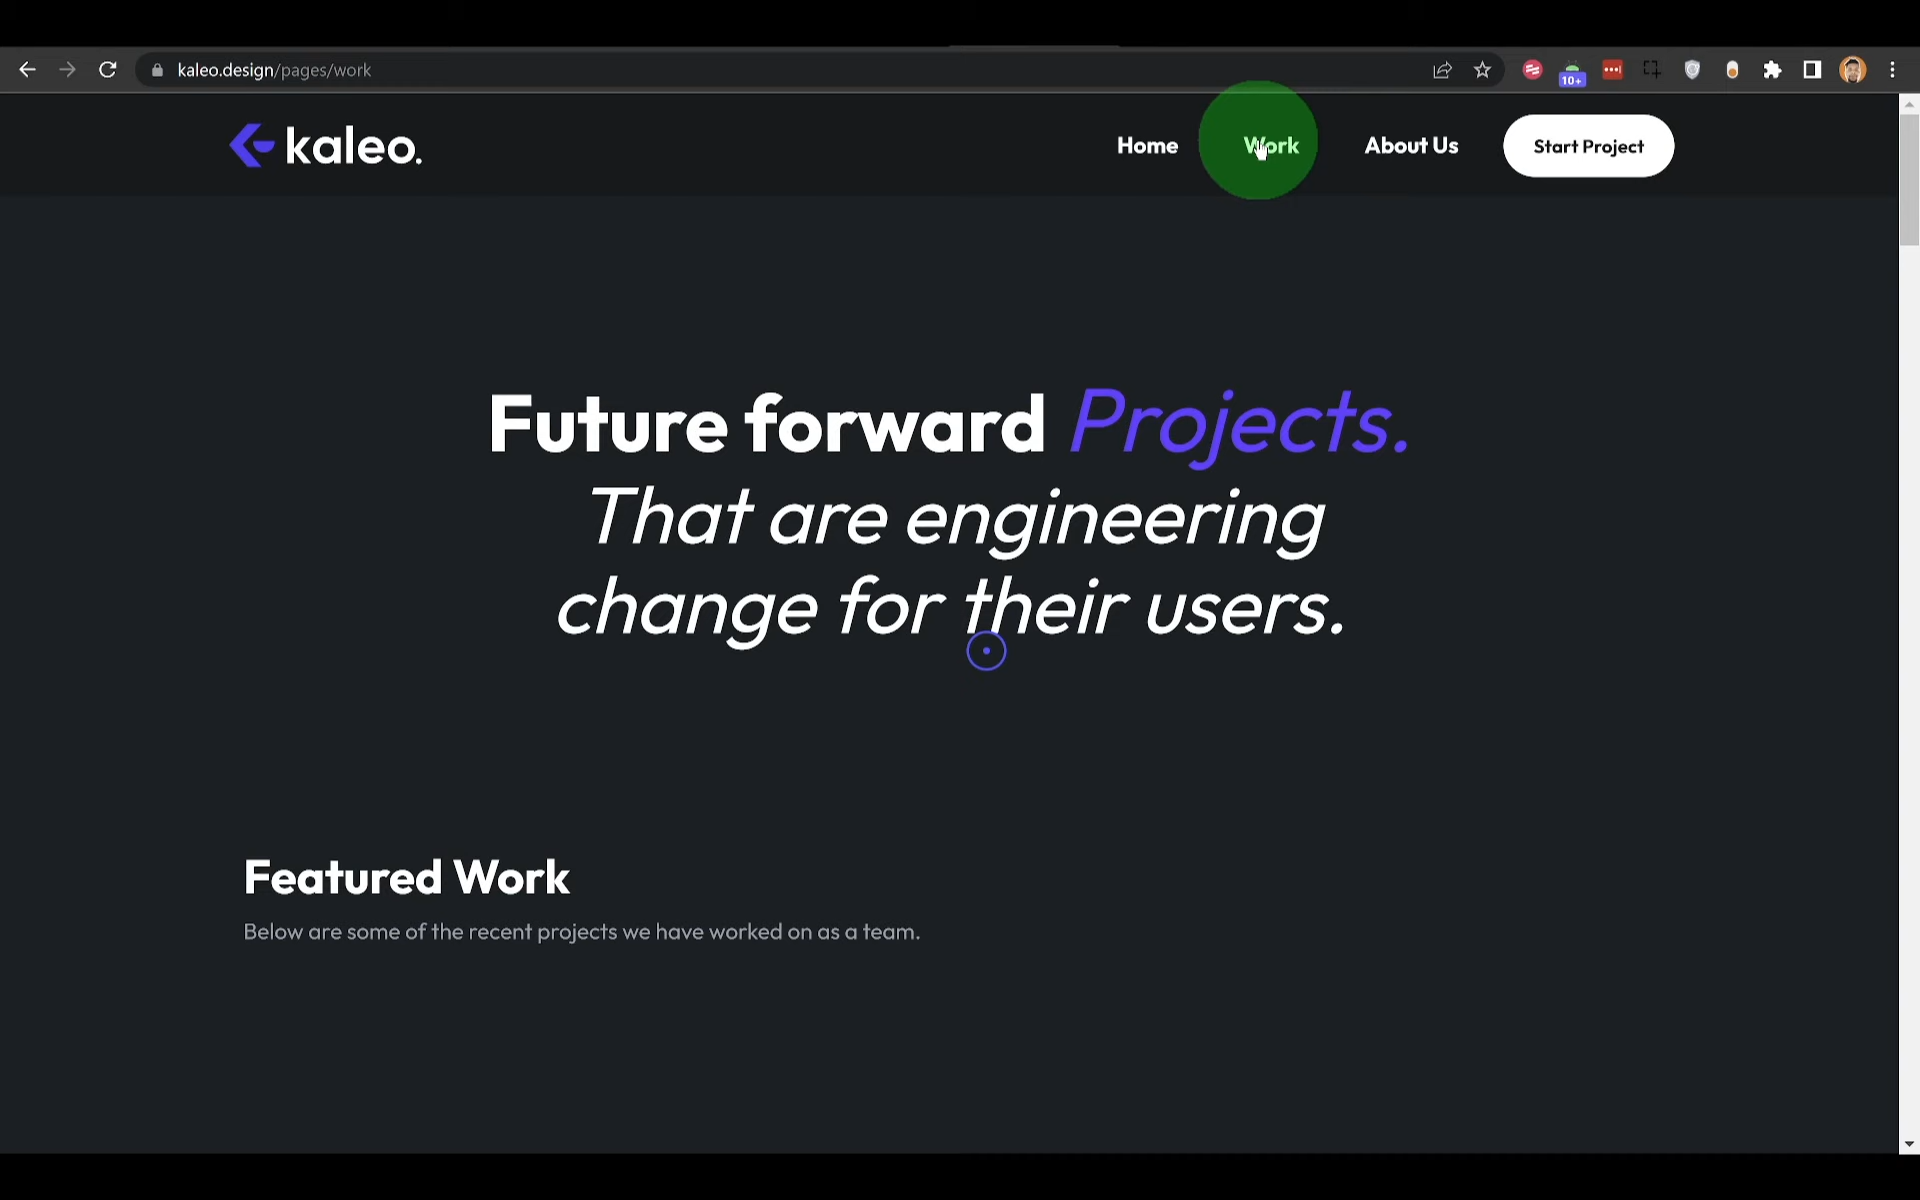 kaleo.design/pages/work
10+
kaleo.
Home
Work
About Us
Start Project
Future forward Projects.
That are engineering
change for their users.
Featured Work
Below are some of the recent projects we have worked on as a team.